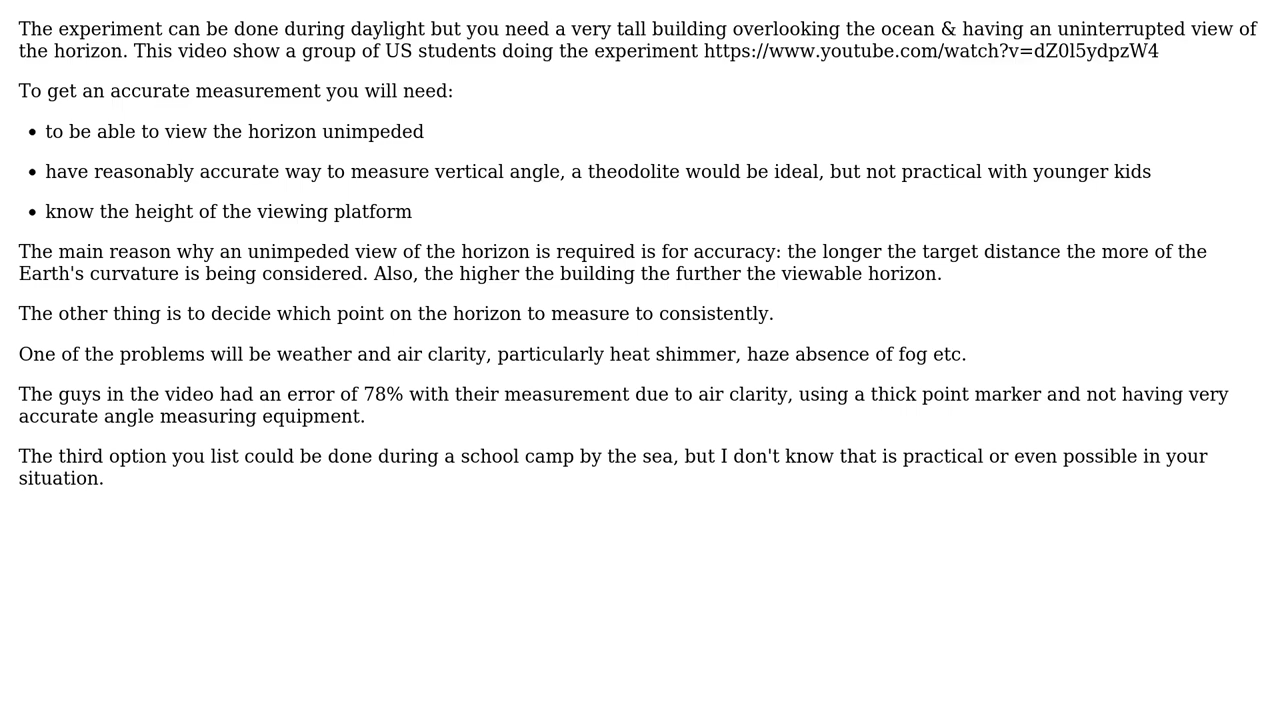 The experiment can be done during daylight but you need a very tall building overlooking the ocean & having an uninterrupted view of
the horizon. This video show a group of US students doing the experiment https://www.youtube.com/watch?v=dZ0l5ydpzW4
To get an accurate measurement you will need:
• to be able to view the horizon unimpeded
• have reasonably accurate way to measure vertical angle, a theodolite would be ideal, but not practical with younger kids
• know the height of the viewing platform
The main reason why an unimpeded view of the horizon is required is for accuracy: the longer the target distance the more of the
Earth's curvature is being considered. Also, the higher the building the further the viewable horizon.
The other thing is to decide which point on the horizon to measure to consistently.
One of the problems will be weather and air clarity, particularly heat shimmer, haze absence of fog etc.
The guys in the video had an error of 78% with their measurement due to air clarity, using a thick point marker and not having very
accurate angle measuring equipment.
The third option you list could be done during a school camp by the sea, but I don't know that is practical or even possible in your
situation.